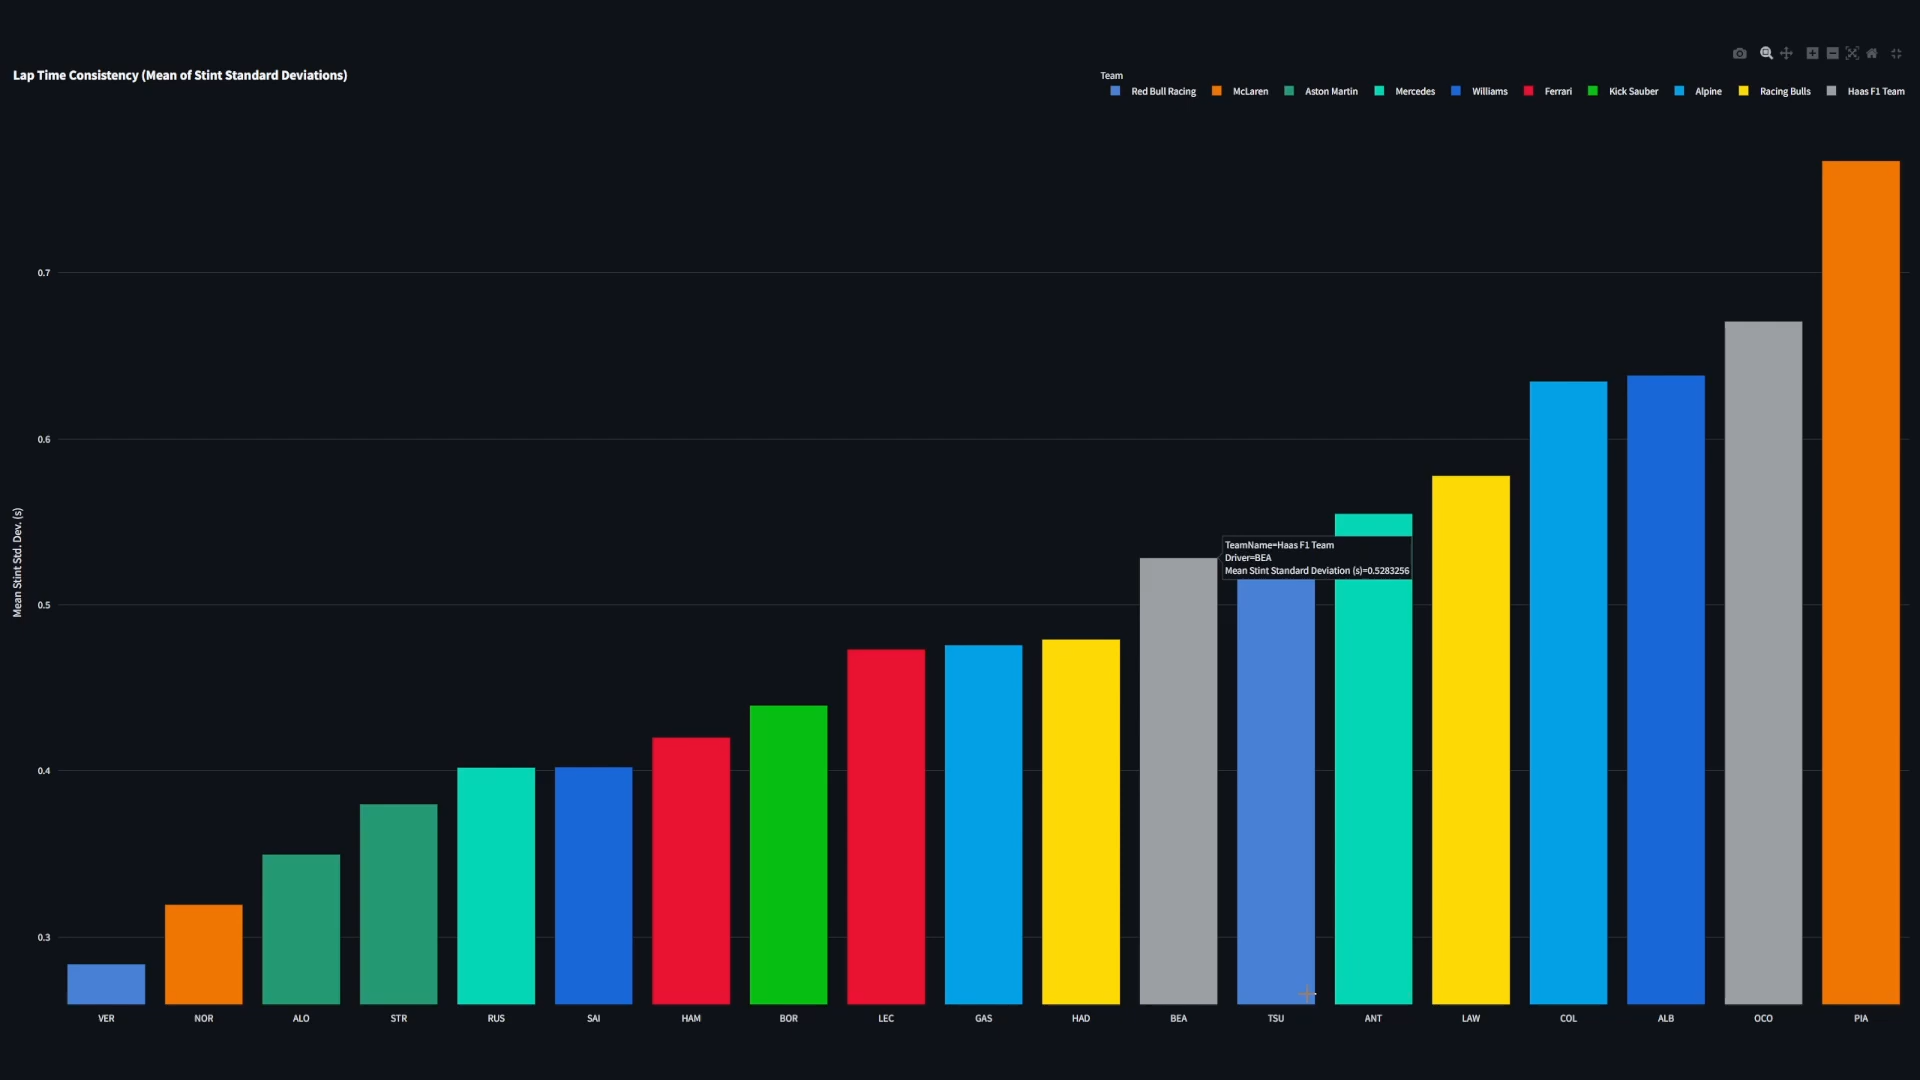 Lap Time Consistency (Mean of Stint Standard Deviations)
Team
Red Bull Racing McLaren Aston Martin Mercedes Williams Ferrari Kick Sauber Alpine Racing Bulls Haas F1 Team
0.7
0.6
0.5
0.4
0.3
Mean Stint Std. Dev. (s)
TeamName=Haas F1 Team
Driver=BEA
Mean Stint Standard Deviation (s)=0.5283256
VER NOR ALO STR RUS SAI HAM BOR LEC GAS HAD BEA TSU ANT LAW COL ALB OCO PIA